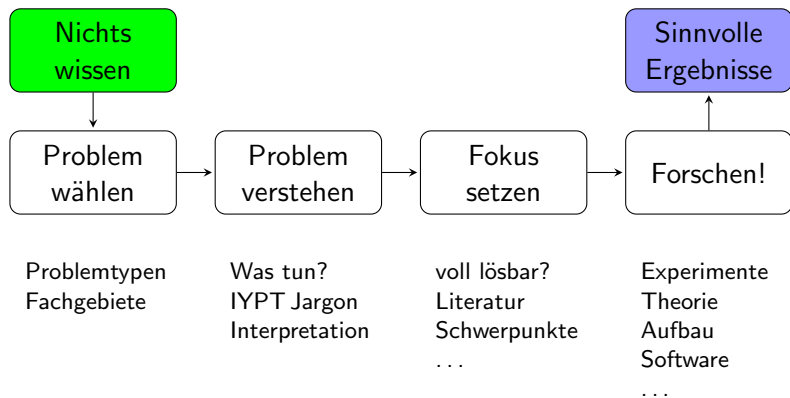 Nichts
wissen
Sinnvolle
Ergebnisse
Problem
wählen
Problem
verstehen
Fokus
setzen
Forschen!
Problemtypen
Fachgebiete
Was tun?
IYPT Jargon
Interpretation
voll lösbar?
Literatur
Schwerpunkte
. . .
Experimente
Theorie
Aufbau
Software
. . .